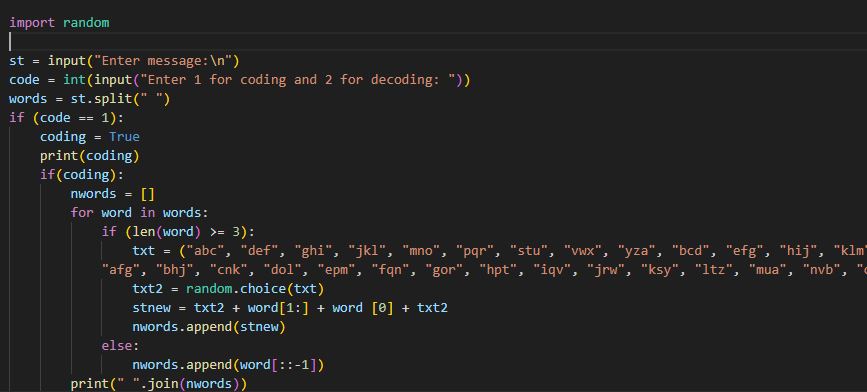 import random
st = input("Enter message:\n")
code = int(input("Enter 1 for coding and 2 for decoding: "))
words = st.split(" ")
if (code == 1):
    coding = True
    print(coding)
    if(coding):
        nwords = []
        for word in words:
            if (len(word) >= 3):
                txt = ("abc", "def", "ghi", "jkl", "mno", "pqr", "stu", "vwx", "yza", "bcd", "efg", "hij", "klm"
            "afg", "bhj", "cnk", "dol", "epm", "fqn", "gor", "hpt", "iqv", "jrw", "ksy", "ltz", "mua", "nvb", "
                txt2 = random.choice(txt)
                stnew = txt2 + word[1:] + word [0] + txt2
                nwords.append(stnew)
            else:
                nwords.append(word[::-1])
        print(" ".join(nwords))